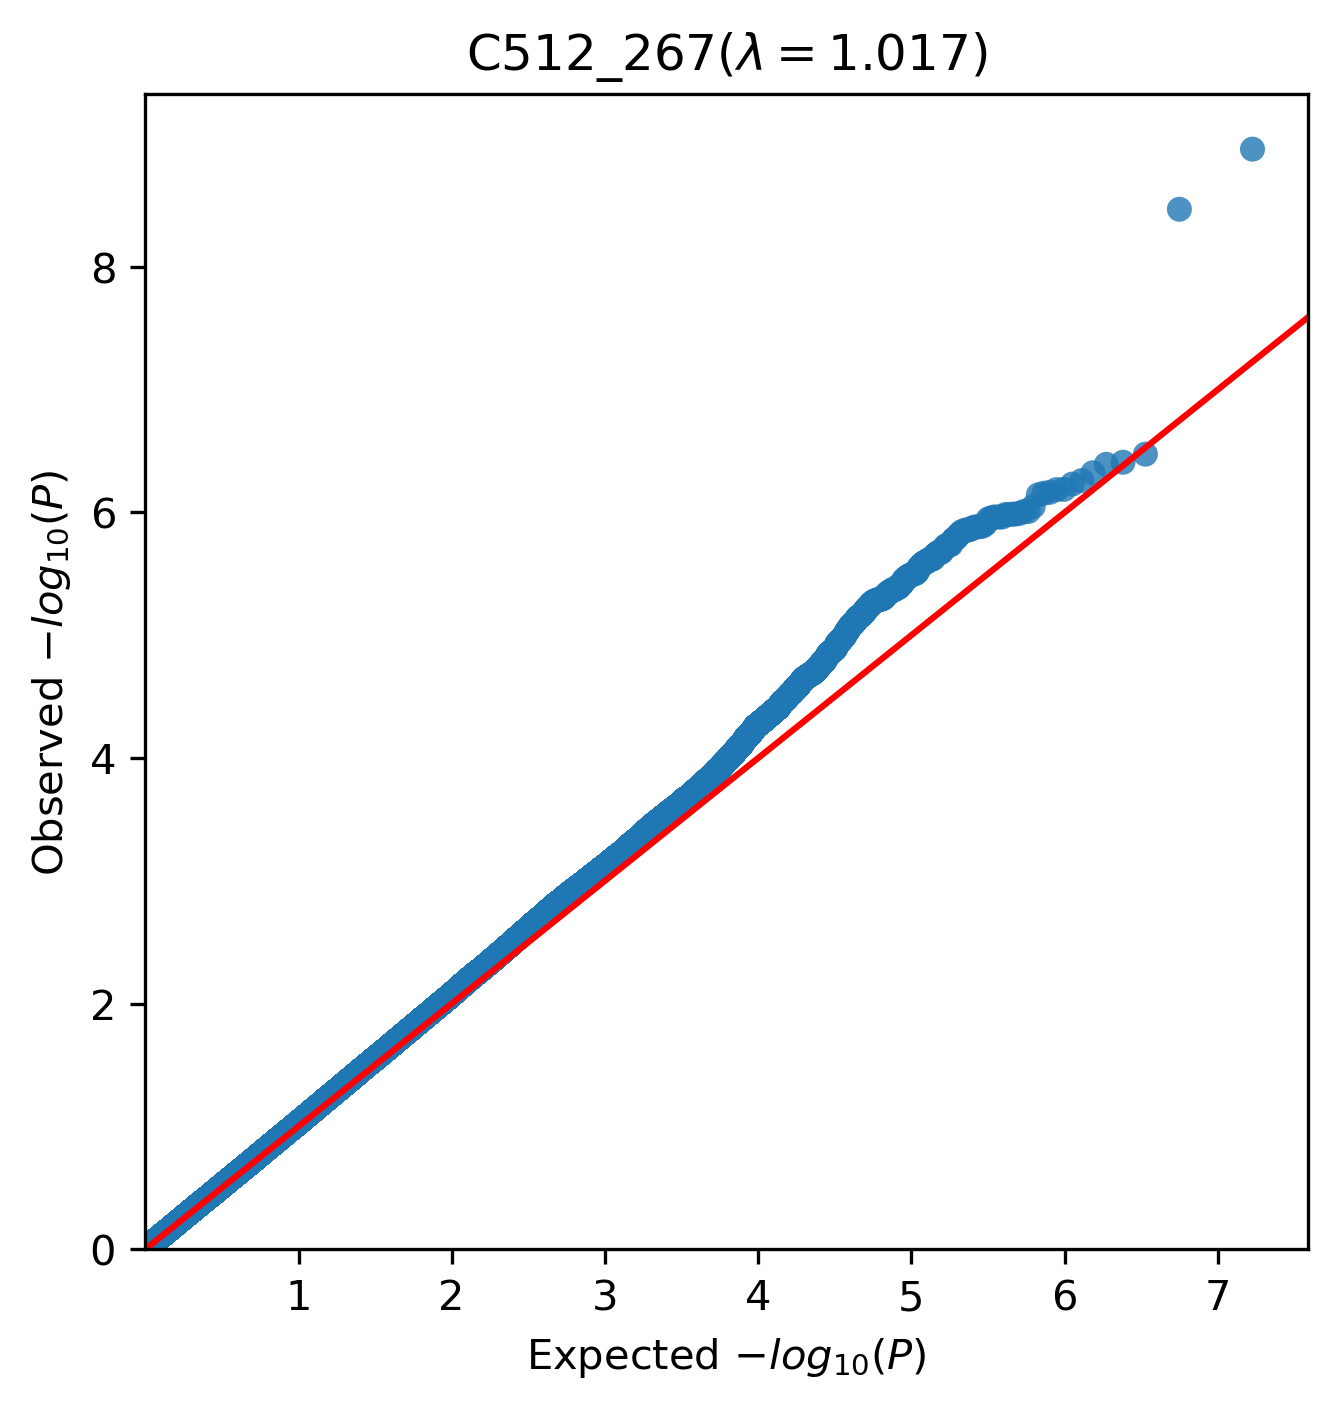 C512_267(λ = 1.017)
Observed −log₁₀(P)
8
6
4
2
0
1 2 3 4 5 6 7
Expected −log₁₀(P)